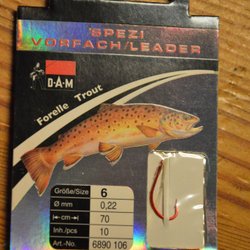 SPEZI
VORFACH/LEADER
D·A·M
Forelle Trout
Größe/Size 6
Ø mm 0,22
|←cm→| 70
Inh./pcs 10
Art.-No. 6890 106